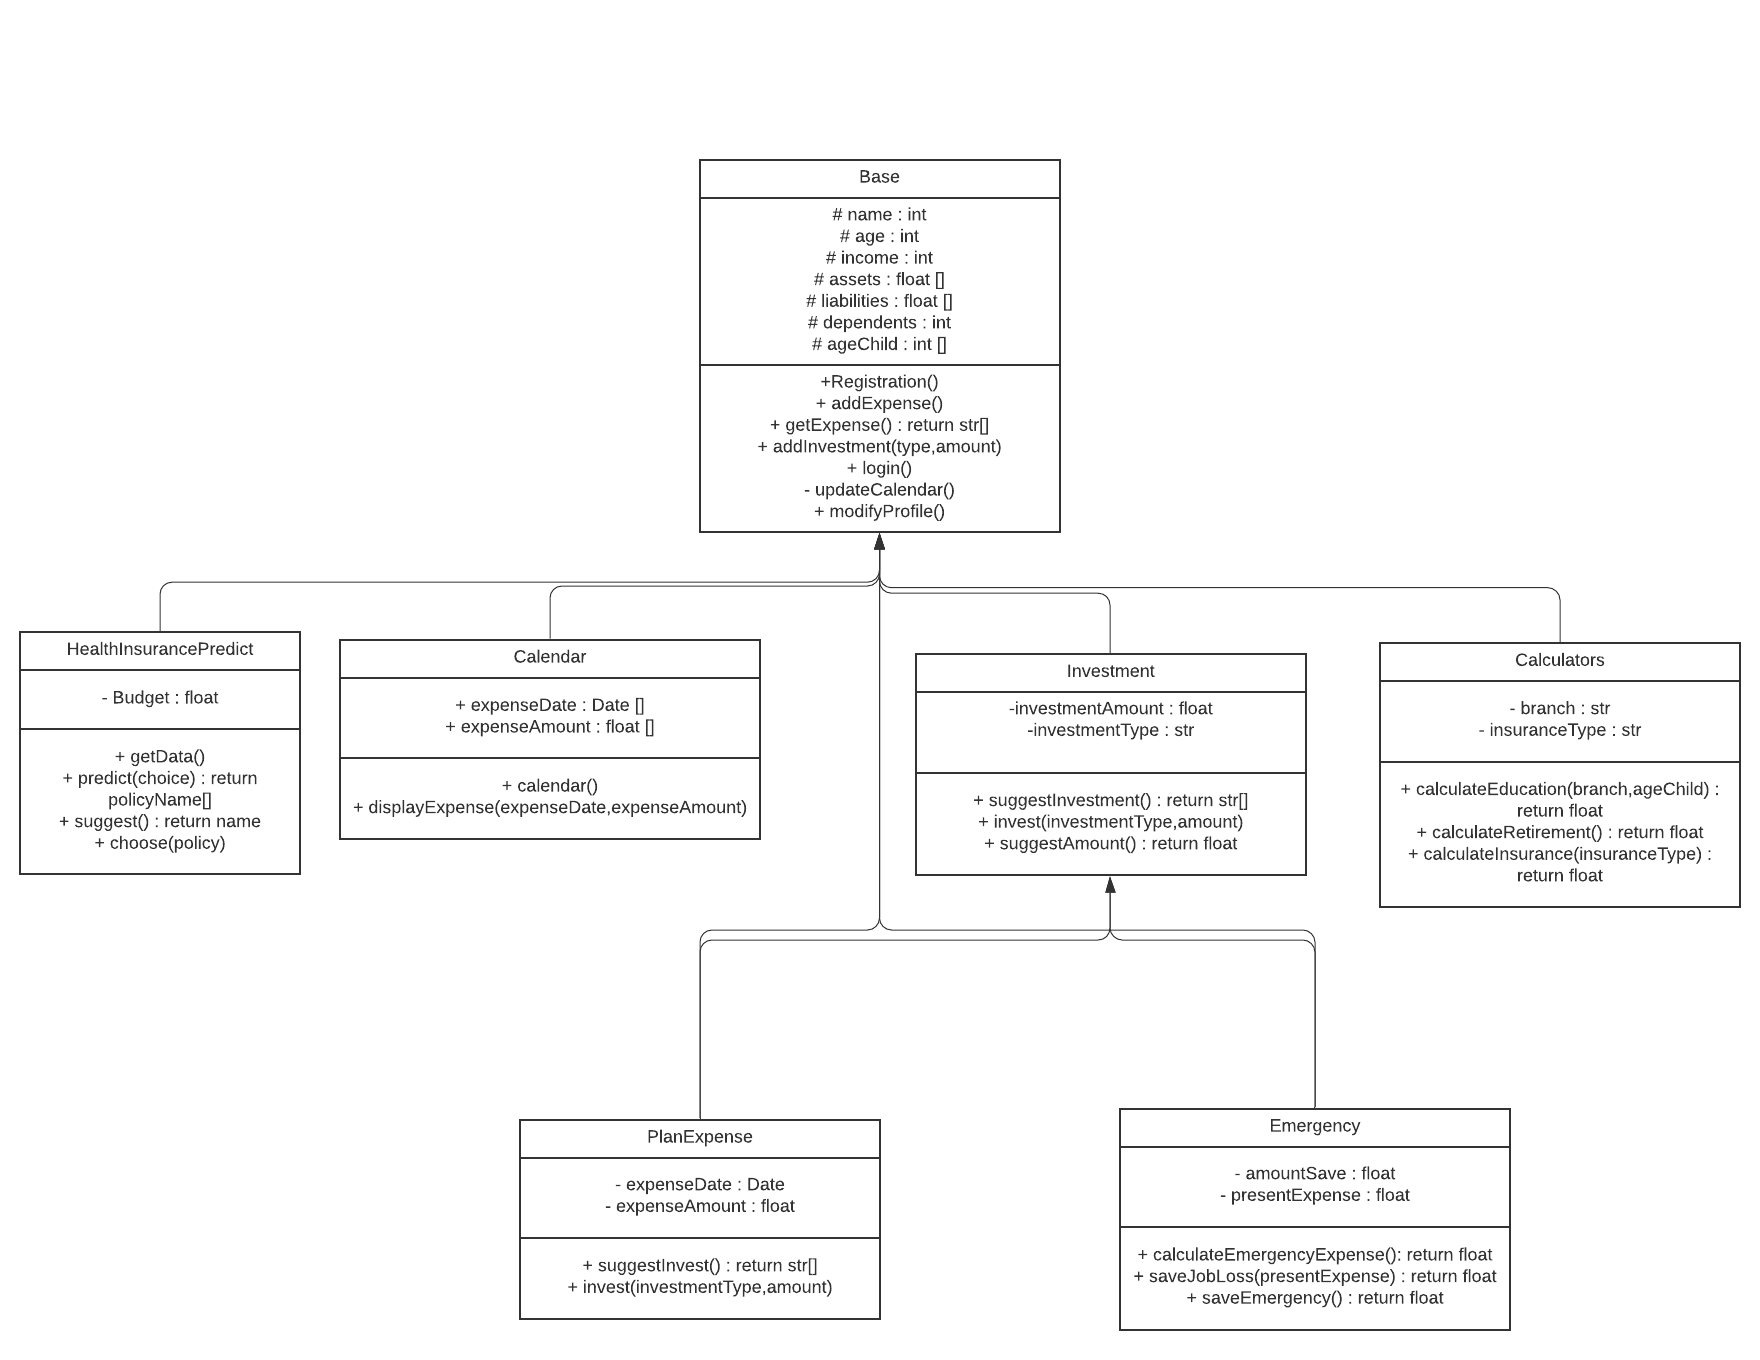 Base
# name : int
# age : int
# income : int
# assets : float []
# liabilities : float []
# dependents : int
# ageChild : int []
+Registration()
+ addExpense()
+ getExpense() : return str[]
+ addInvestment(type,amount)
+ login()
- updateCalendar()
+ modifyProfile()
HealthInsurancePredict
- Budget : float
+ getData()
+ predict(choice) : return
policyName[]
+ suggest() : return name
+ choose(policy)
Calendar
+ expenseDate : Date []
+ expenseAmount : float []
+ calendar()
+ displayExpense(expenseDate,expenseAmount)
Investment
-investmentAmount : float
-investmentType : str
+ suggestInvestment() : return str[]
+ invest(investmentType,amount)
+ suggestAmount() : return float
Calculators
- branch : str
- insuranceType : str
+ calculateEducation(branch,ageChild) :
return float
+ calculateRetirement() : return float
+ calculateInsurance(insuranceType) :
return float
PlanExpense
- expenseDate : Date
- expenseAmount : float
+ suggestInvest() : return str[]
+ invest(investmentType,amount)
Emergency
- amountSave : float
- presentExpense : float
+ calculateEmergencyExpense(): return float
+ saveJobLoss(presentExpense) : return float
+ saveEmergency() : return float